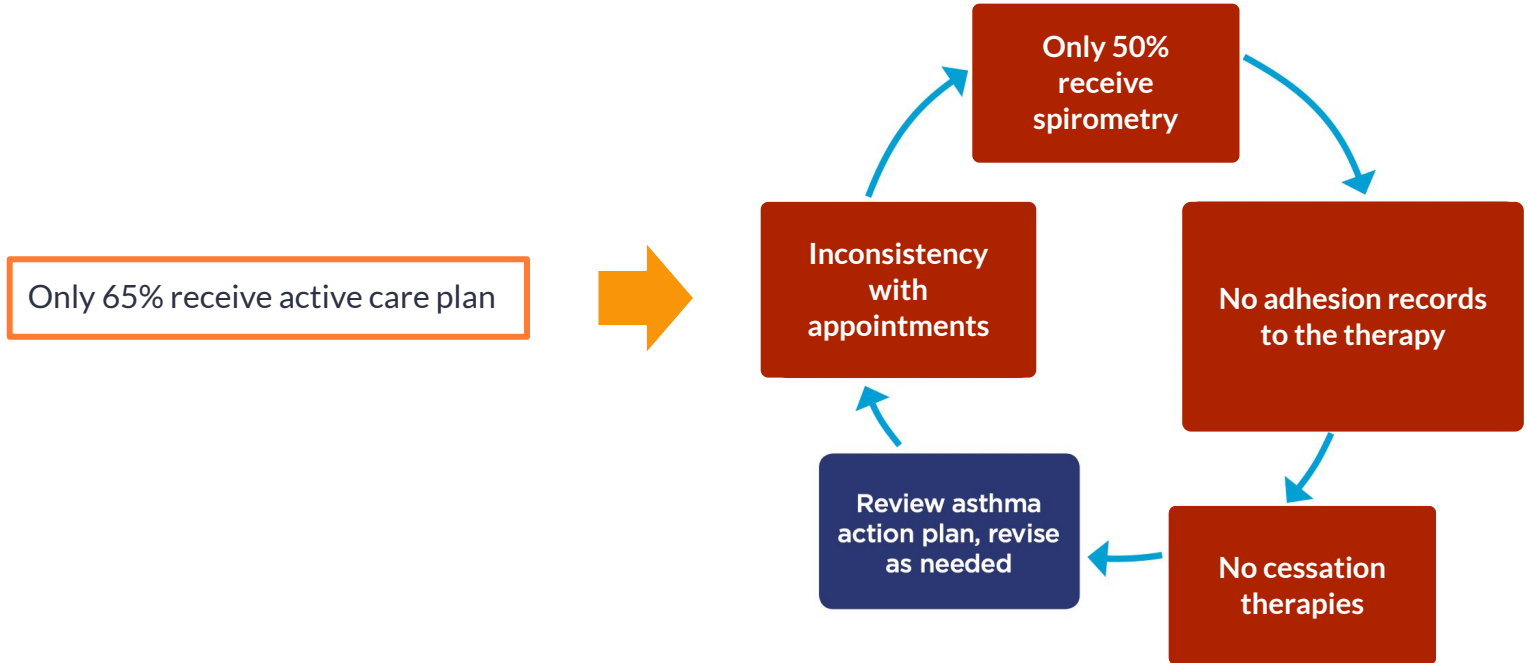 Only 65% receive active care plan
Only 50%
receive
spirometry
No adhesion records
to the therapy
No cessation
therapies
Review asthma
action plan, revise
as needed
Inconsistency
with
appointments